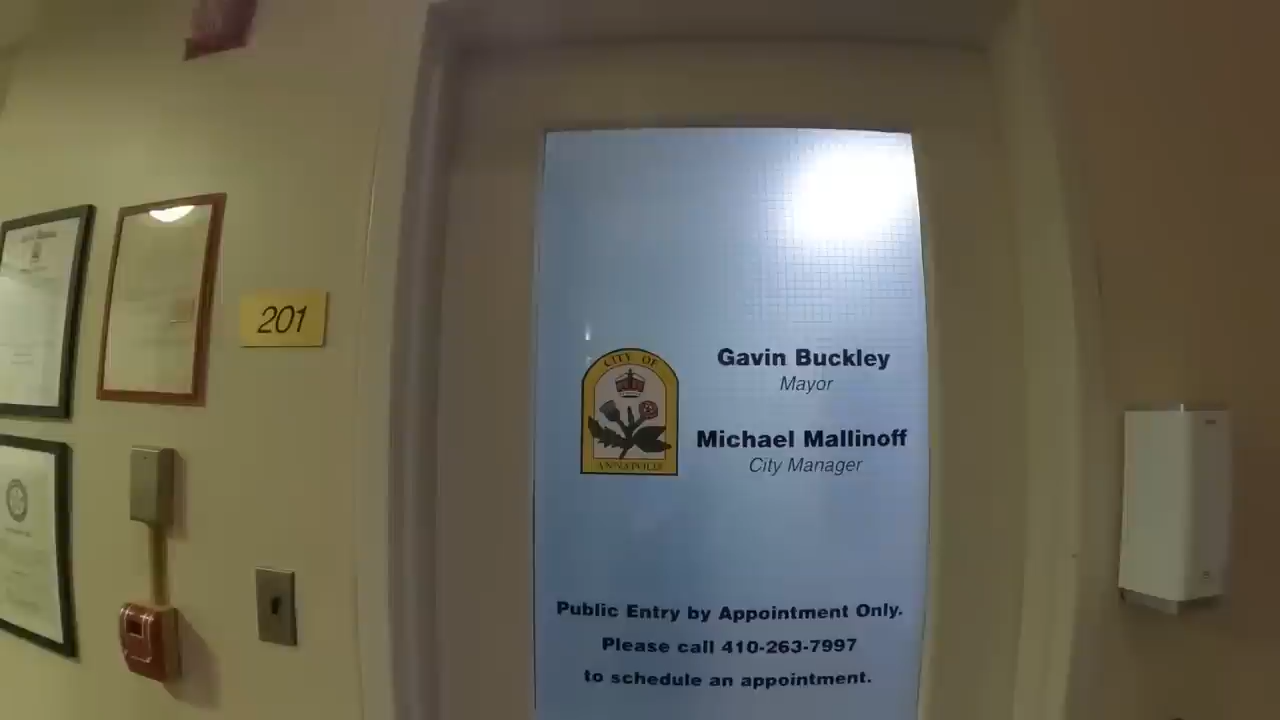 201
CITY OF
ANNAPOLIS
Gavin Buckley
Mayor
Michael Mallinoff
City Manager
Public Entry by Appointment Only.
Please call 410-263-7997
to schedule an appointment.